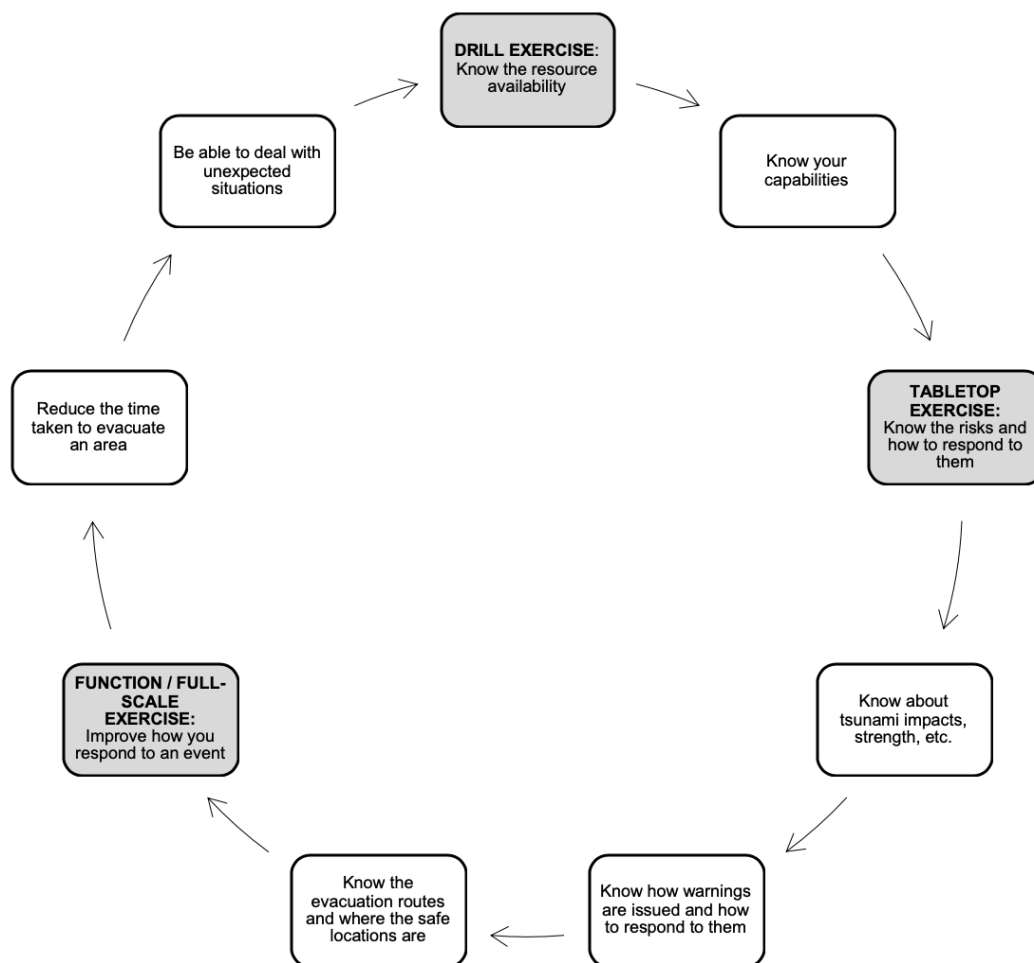 DRILL EXERCISE:
Know the resource
availability
Know your
capabilities
TABLETOP
EXERCISE:
Know the risks and
how to respond to
them
Know about
tsunami impacts,
strength, etc.
Know how warnings
are issued and how
to respond to them
Know the
evacuation routes
and where the safe
locations are
FUNCTION / FULL-
SCALE
EXERCISE:
Improve how you
respond to an event
Reduce the time
taken to evacuate
an area
Be able to deal with
unexpected
situations